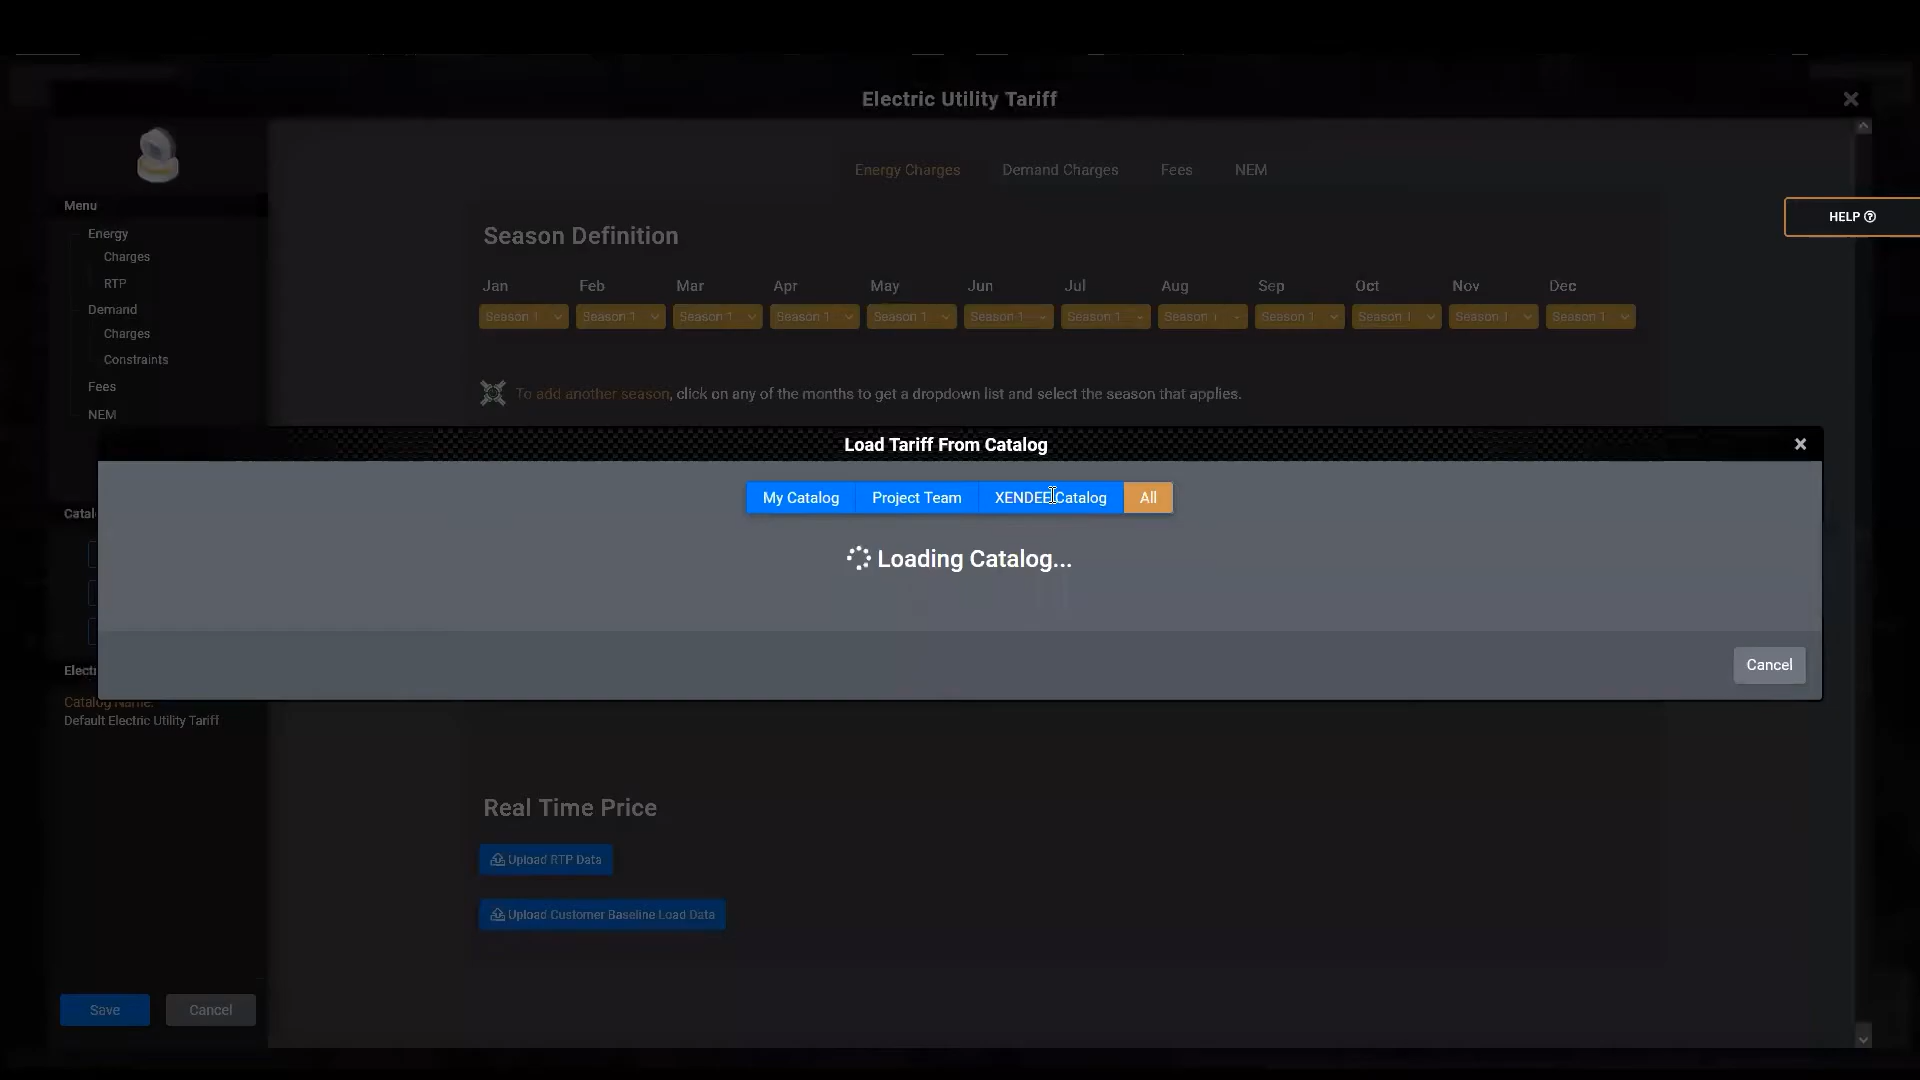 Electric Utility Tariff
Menu
Energy
Charges
RTP
Demand
Charges
Constraints
Fees
NEM
Energy Charges Demand Charges Fees NEM
HELP
Season Definition
Jan Feb Mar Apr May Jun Jul Aug Sep Oct Nov Dec
Season 1 Season 1 Season 1 Season 1 Season 1 Season 1 Season 1 Season 1 Season 1 Season 1 Season 1 Season 1
To add another season, click on any of the months to get a dropdown list and select the season that applies.
Load Tariff From Catalog
My Catalog Project Team XENDEE Catalog All
Loading Catalog...
Cancel
Catalog Name:
Default Electric Utility Tariff
Real Time Price
Upload RTP Data
Upload Customer Baseline Load Data
Save Cancel